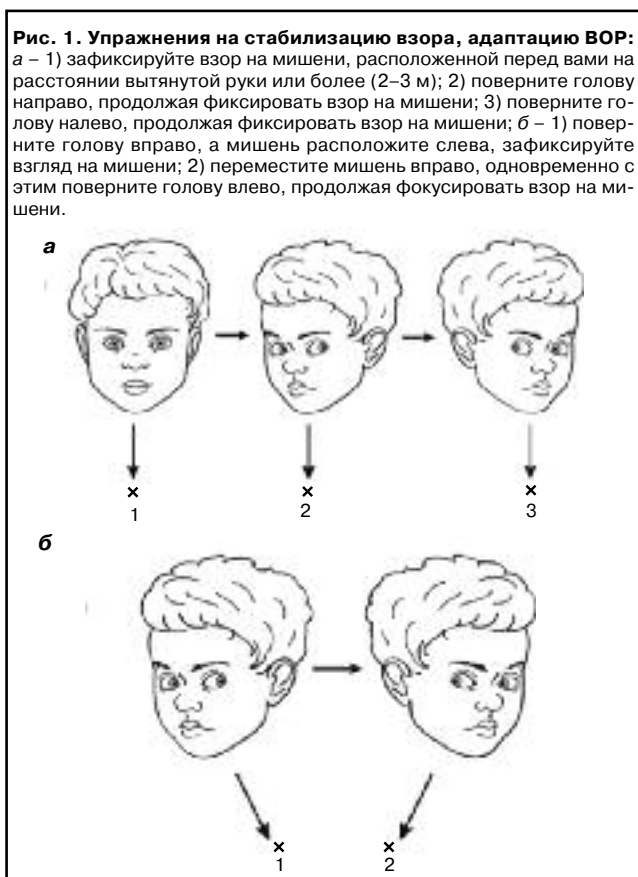 Рис. 1. Упражнения на стабилизацию взора, адаптацию ВОР:
а – 1) зафиксируйте взор на мишени, расположенной перед вами на
расстоянии вытянутой руки или более (2–3 м); 2) поверните голову
направо, продолжая фиксировать взор на мишени; 3) поверните го-
лову налево, продолжая фиксировать взор на мишени; б – 1) повер-
ните голову вправо, а мишень расположите слева, зафиксируйте
взгляд на мишени; 2) переместите мишень вправо, одновременно с
этим поверните голову влево, продолжая фокусировать взор на ми-
шени.
а
1 2 3
б
1 2